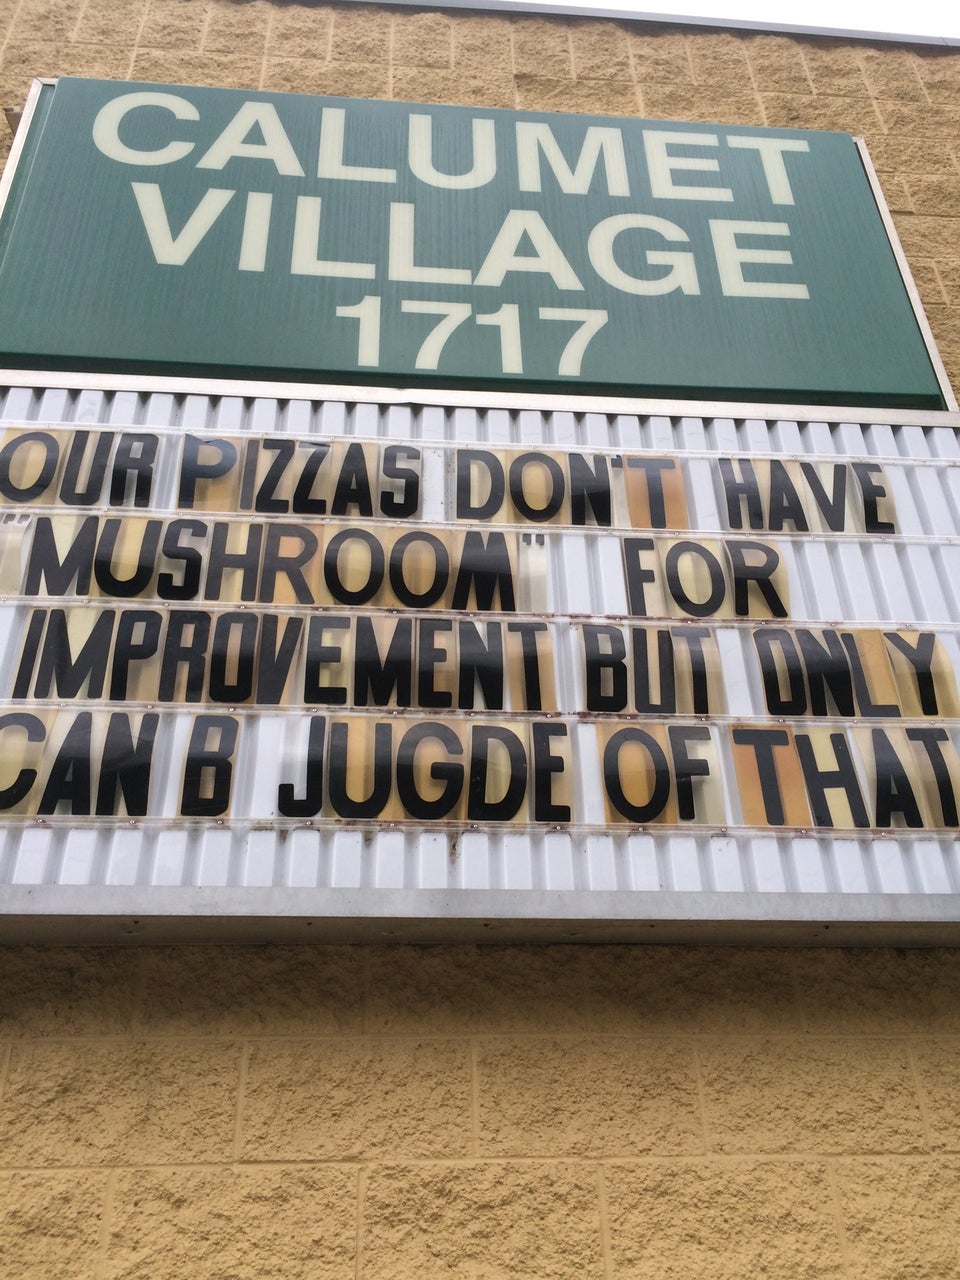 CALUMET
VILLAGE
1717
OUR PIZZAS DON'T HAVE
"MUSHROOM" FOR
IMPROVEMENT BUT ONLY
CAN B JUGDE OF THAT